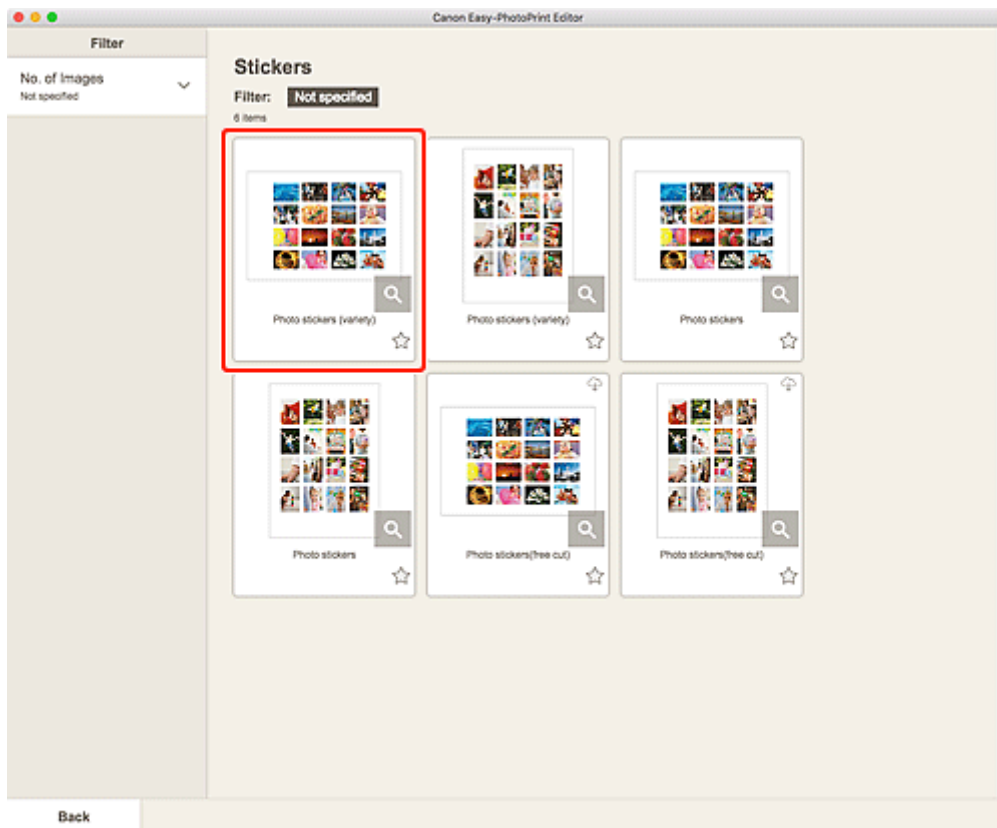 Canon Easy-PhotoPrint Editor
Filter
No. of Images
Not specified
Stickers
Filter: Not specified
6 items
Photo stickers (variety)
Photo stickers (variety)
Photo stickers
Photo stickers
Photo stickers(free cut)
Photo stickers(free cut)
Back